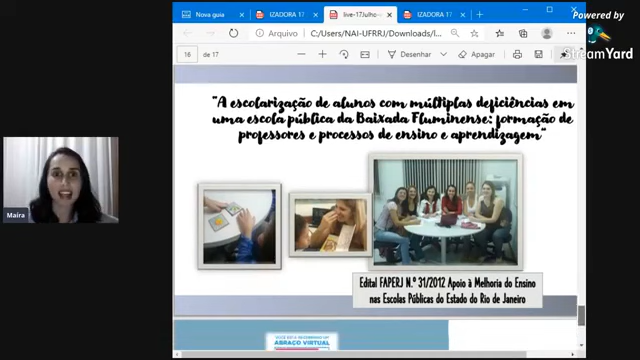 Nova guia
IZADORA 17
live-17Julho-
IZADORA 17
Powered by
StreamYard
C:/Users/NAI-UFRRJ/Downloads/l
16 de 17
Desenhar
Apagar
"A escolarização de alunos com múltiplas deficiências em
uma escola pública da Baixada Fluminense: formação de
professores e processos de ensino e aprendizagem"
Maíra
Edital FAPERJ N.º 31/2012 Apoio à Melhoria do Ensino
nas Escolas Públicas do Estado do Rio de Janeiro
ABRAÇO VIRTUAL